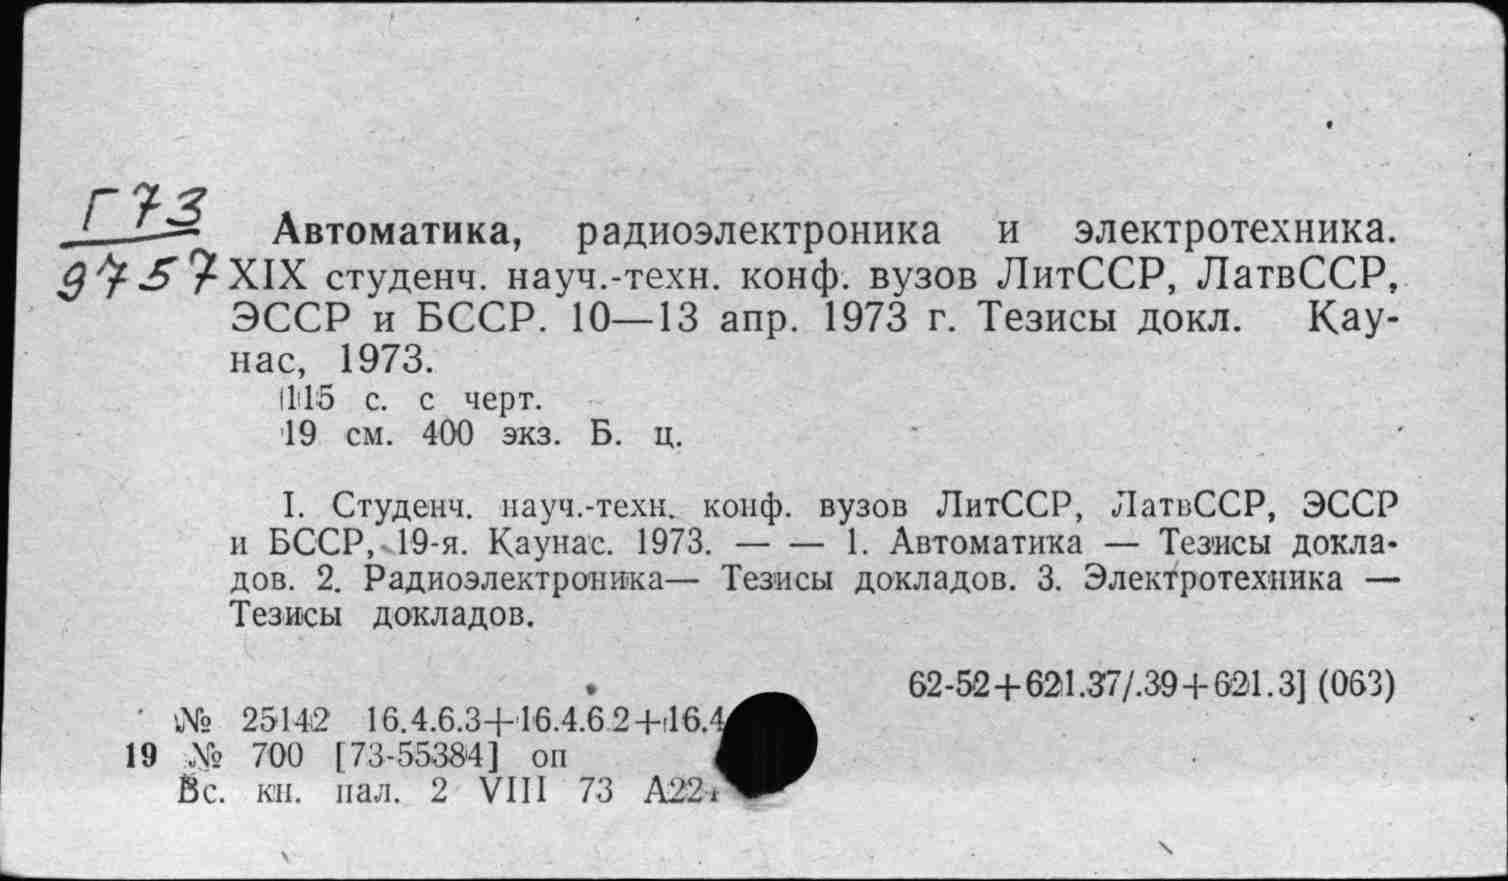 Г73
9757
Автоматика, радиоэлектроника и электротехника.
XIX студенч. науч.-техн. конф. вузов ЛитССР, ЛатвССР,
ЭССР и БССР. 10—13 апр. 1973 г. Тезисы докл. Кау-
нас, 1973.
115 с. с черт.
19 см. 400 экз. Б. ц.
I. Студенч. науч.-техн. конф. вузов ЛитССР, ЛатвССР, ЭССР
и БССР, 19-я. Каунас. 1973. — — 1. Автоматика — Тезисы докла-
дов. 2. Радиоэлектроника— Тезисы докладов. 3. Электротехника —
Тезисы докладов.
62-52+621.37/.39+621.3] (063)
№ 25142 16.4.6.3+16.4.6.2+16.4
19 № 700 [73-55384] оп
Вс. кн. пал. 2 VIII 73 А22